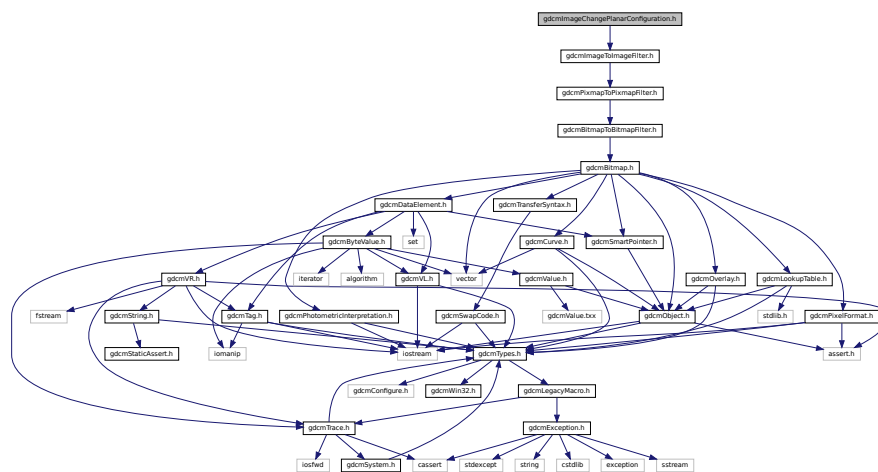 gdcmImageChangePlanarConfiguration.h
gdcmImageToImageFilter.h
gdcmPixmapToPixmapFilter.h
gdcmBitmapToBitmapFilter.h
gdcmBitmap.h
gdcmDataElement.h
gdcmTransferSyntax.h
gdcmByteValue.h
set
gdcmCurve.h
gdcmSmartPointer.h
gdcmVR.h
iterator
algorithm
gdcmVL.h
vector
gdcmValue.h
gdcmOverlay.h
gdcmLookupTable.h
fstream
gdcmString.h
gdcmTag.h
gdcmPhotometricInterpretation.h
gdcmSwapCode.h
gdcmValue.txx
gdcmObject.h
stdlib.h
gdcmPixelFormat.h
gdcmStaticAssert.h
iomanip
iostream
gdcmTypes.h
assert.h
gdcmConfigure.h
gdcmWin32.h
gdcmLegacyMacro.h
gdcmTrace.h
gdcmException.h
iosfwd
gdcmSystem.h
cassert
stdexcept
string
cstdlib
exception
sstream